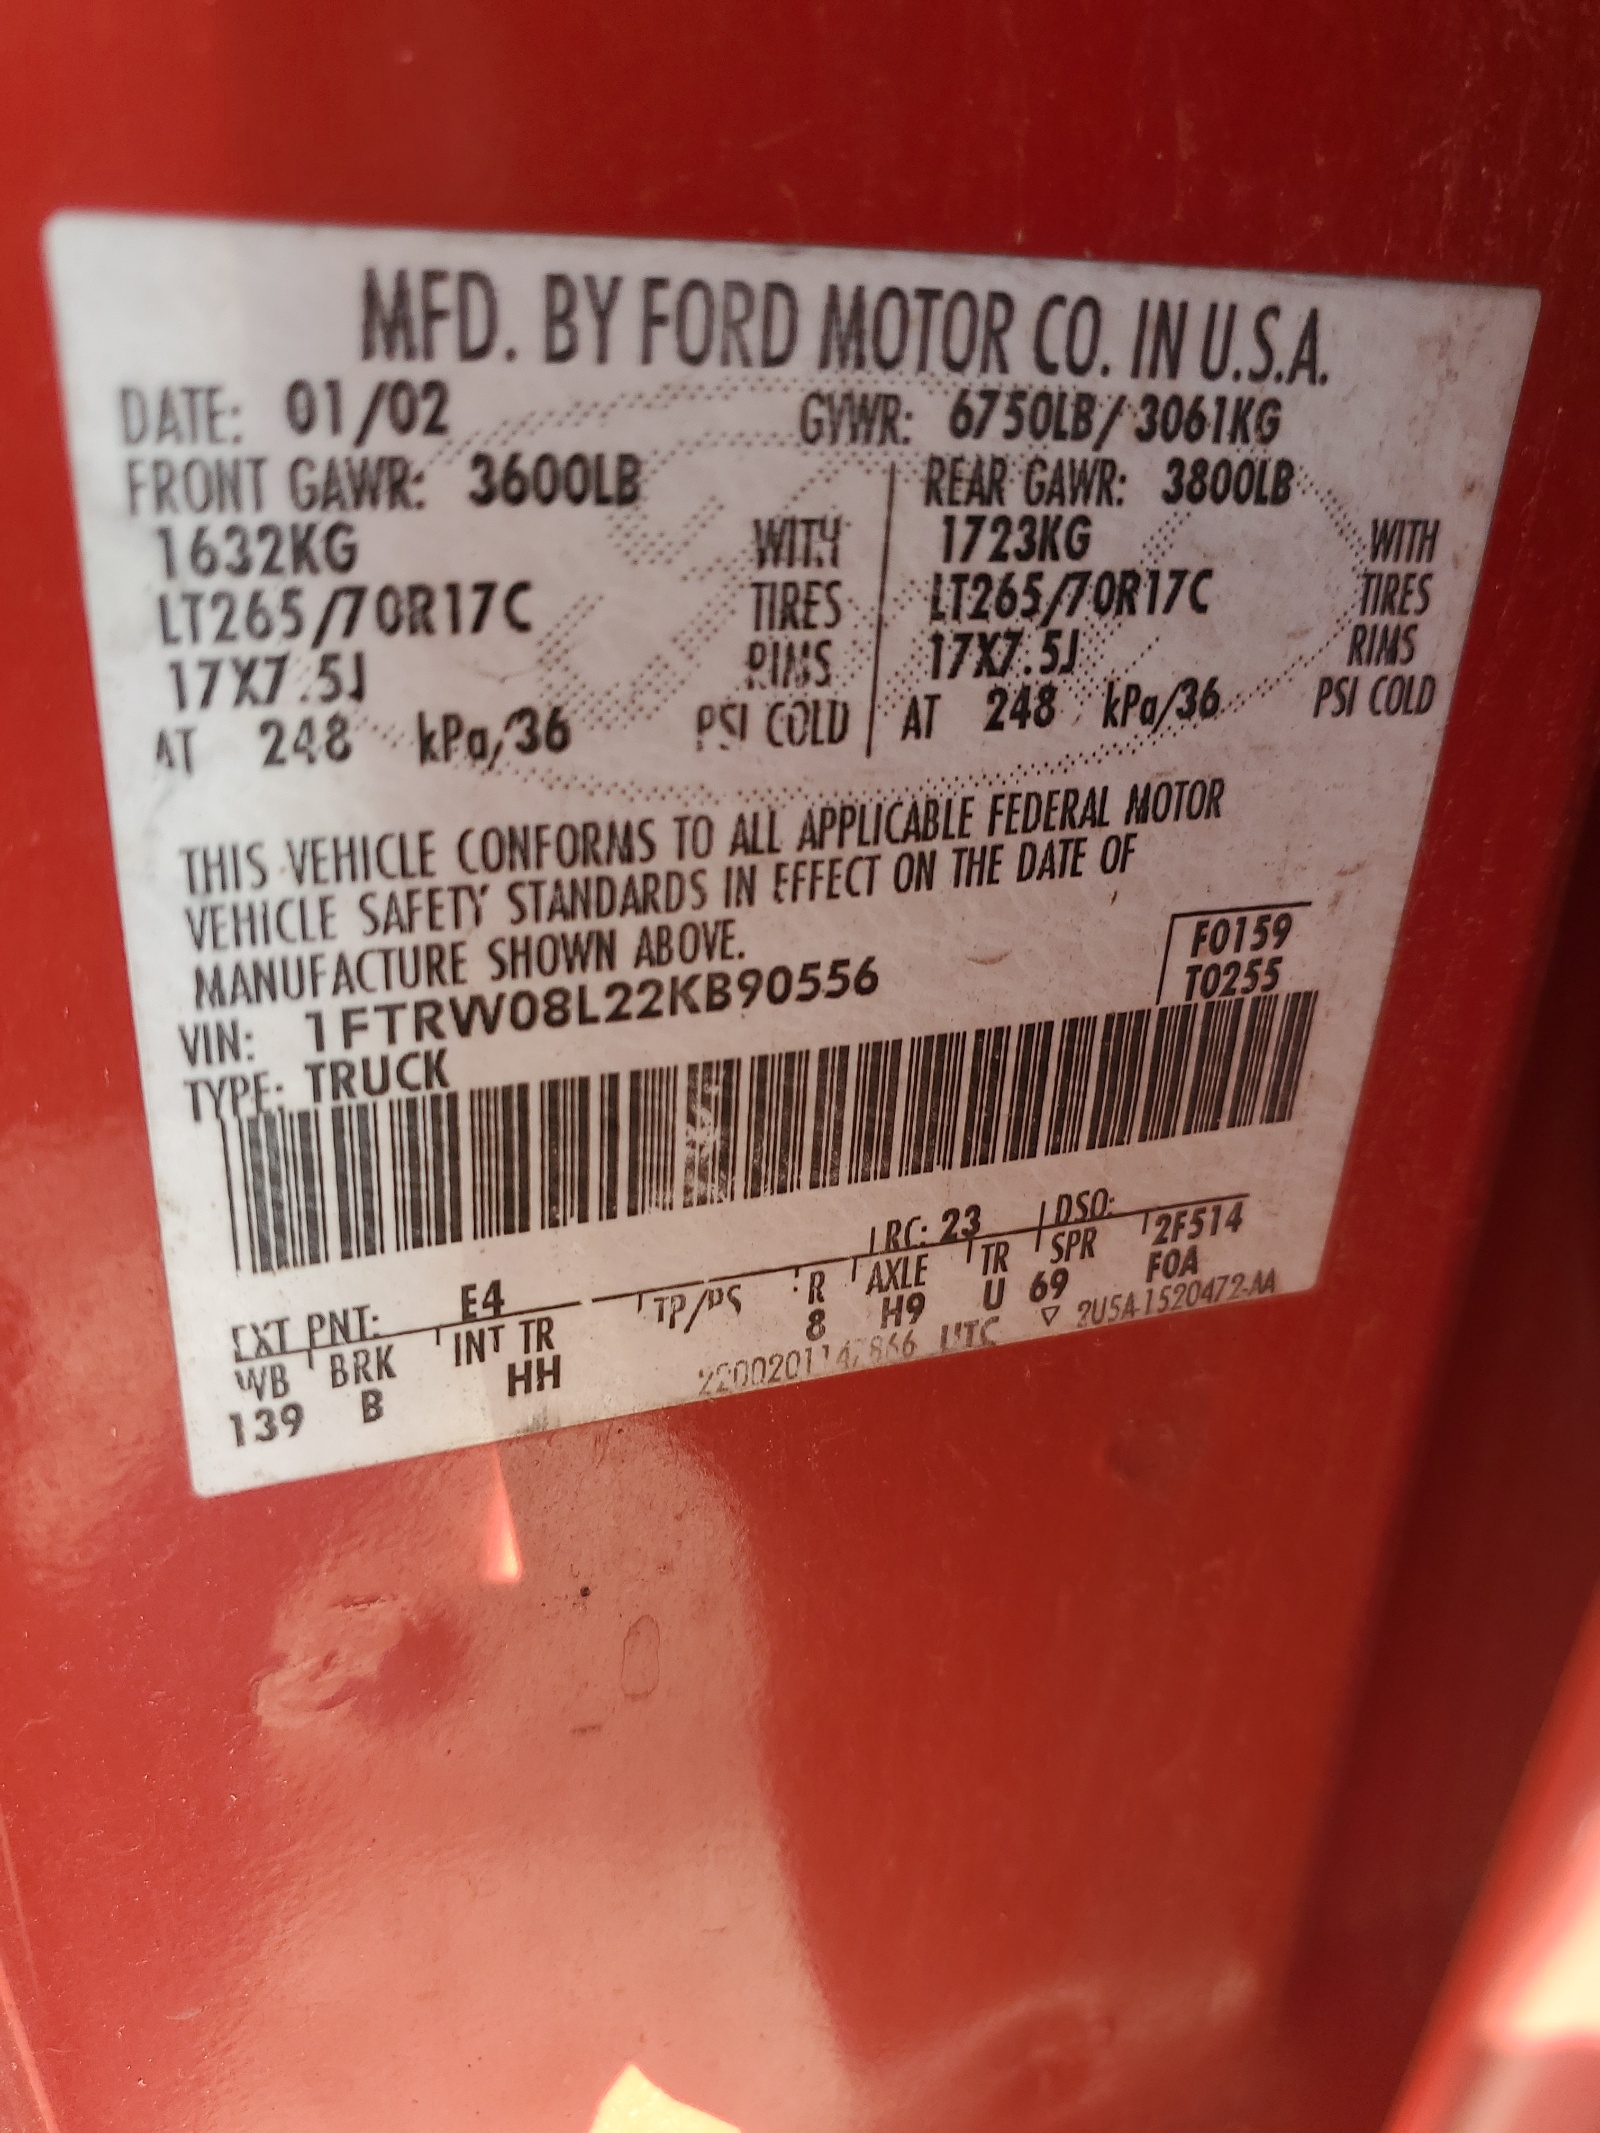 MFD. BY FORD MOTOR CO. IN U.S.A.
DATE: 01/02 GVWR: 6750LB/3061KG
FRONT GAWR: 3600LB REAR GAWR: 3800LB
1632KG WITH 1723KG WITH
LT265/70R17C TIRES LT265/70R17C TIRES
17X7.5J RIMS 17X7.5J RIMS
AT 248 kPa/36 PSI COLD AT 248 kPa/36 PSI COLD
THIS VEHICLE CONFORMS TO ALL APPLICABLE FEDERAL MOTOR
VEHICLE SAFETY STANDARDS IN EFFECT ON THE DATE OF
MANUFACTURE SHOWN ABOVE.
F0159
VIN: 1FTRW08L22KB90556 T0255
TYPE: TRUCK
EXT PNT: E4 RC: 23 DSO:
WB BRK INT TR TP/PS R AXLE TR SPR 2F514
139 B HH 8 H9 U 69 F0A
UTC ▽ 2U5A-1520472-AA